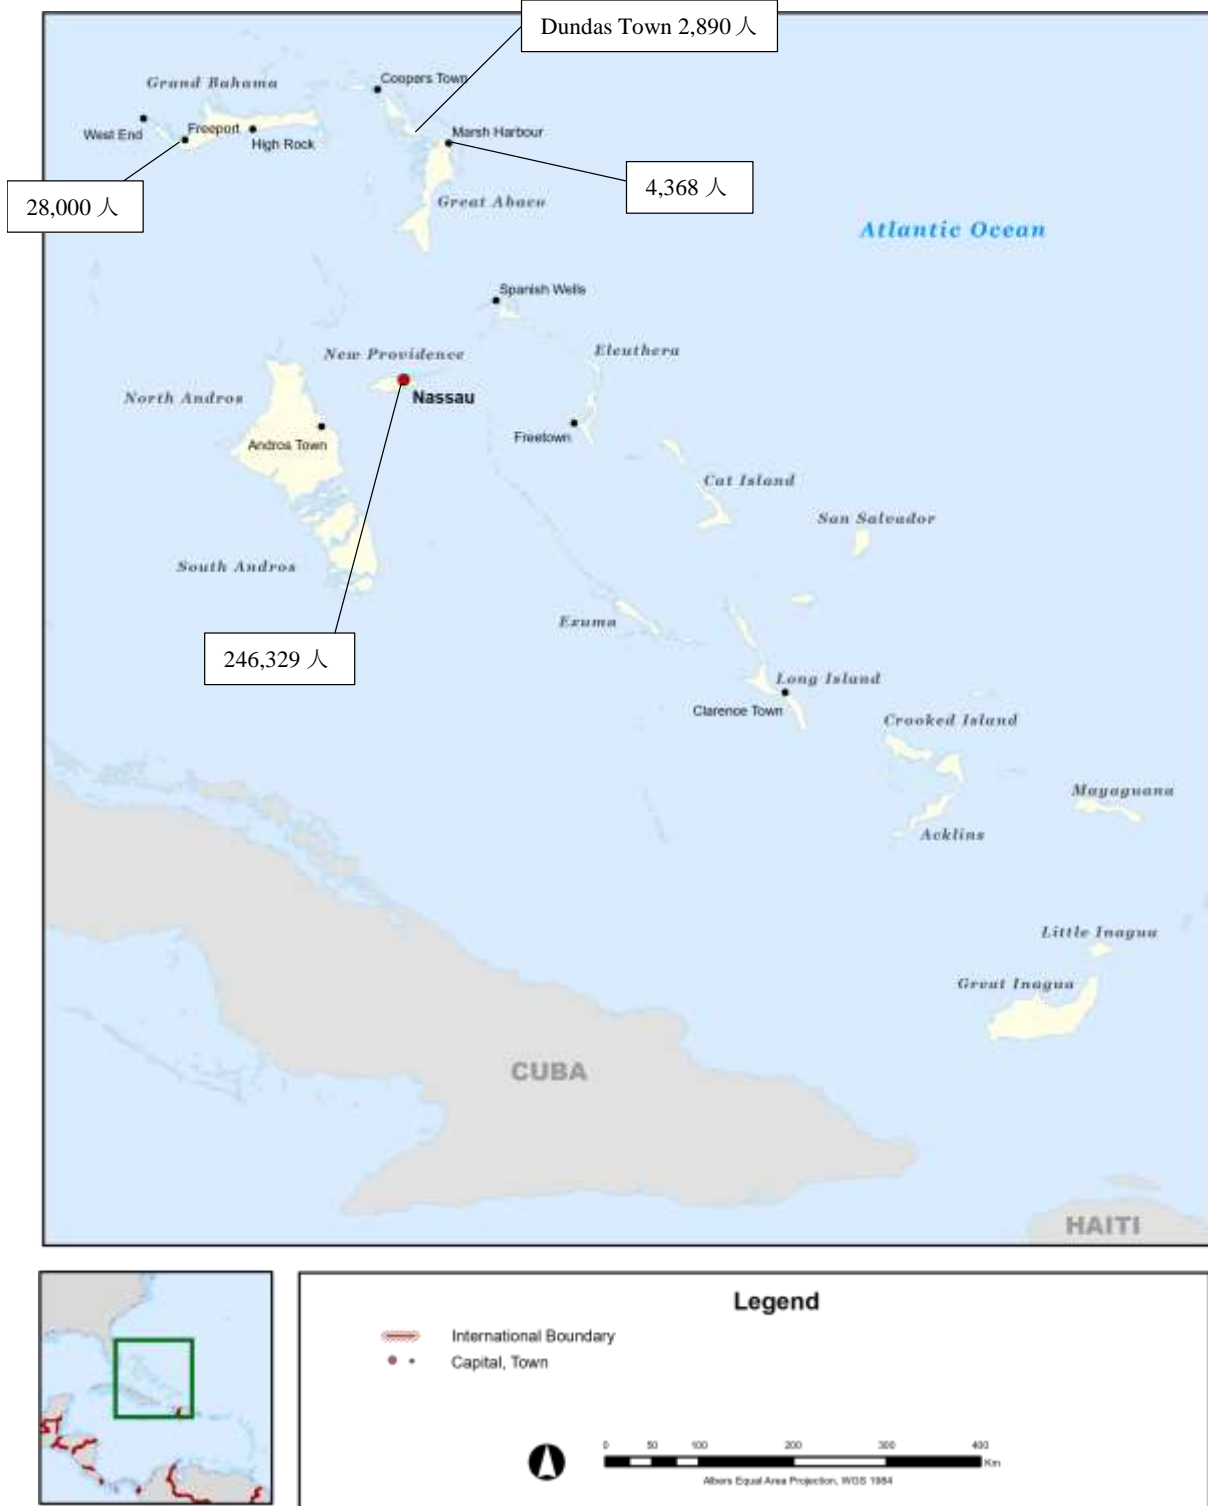 Dundas Town 2,890 人
Grand Bahama
Coopers Town
West End
Freeport
High Rock
Marsh Harbour
28,000 人
4,368 人
Great Abaco
Atlantic Ocean
Spanish Wells
New Providence
Eleuthera
North Andros
Nassau
Andros Town
Freetown
Cat Island
San Salvador
South Andros
Exuma
246,329 人
Long Island
Clarence Town
Crooked Island
Mayaguana
Acklins
Little Inagua
Great Inagua
CUBA
HAITI
Legend
International Boundary
Capital, Town
0 50 100 200 300 400
Km
Albers Equal Area Projection, WGS 1984